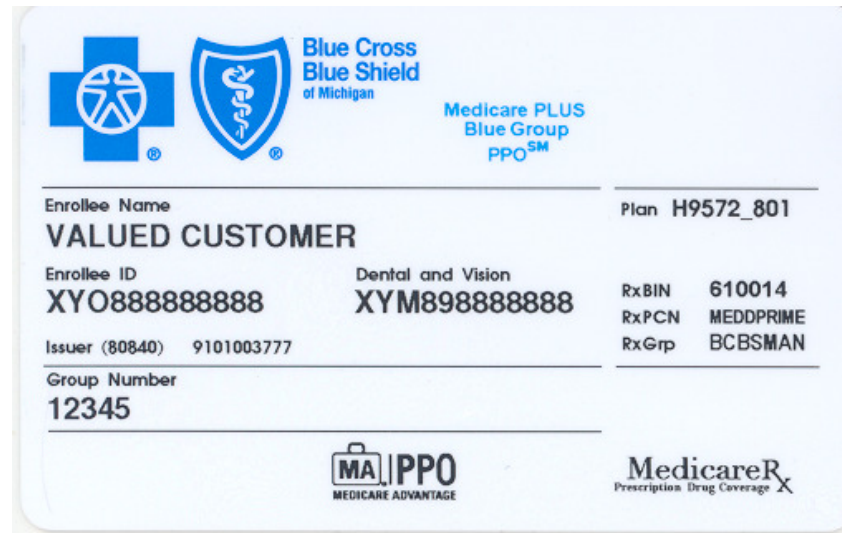 Blue Cross
Blue Shield
of Michigan
Medicare PLUS
Blue Group
PPO℠
Enrollee Name
VALUED CUSTOMER
Plan H9572_801
Enrollee ID
XYO888888888
Dental and Vision
XYM898888888
Issuer (80840) 9101003777
RxBIN 610014
RxPCN MEDDPRIME
RxGrp BCBSMAN
Group Number
12345
MA PPO
MEDICARE ADVANTAGE
MedicareRx
Prescription Drug Coverage